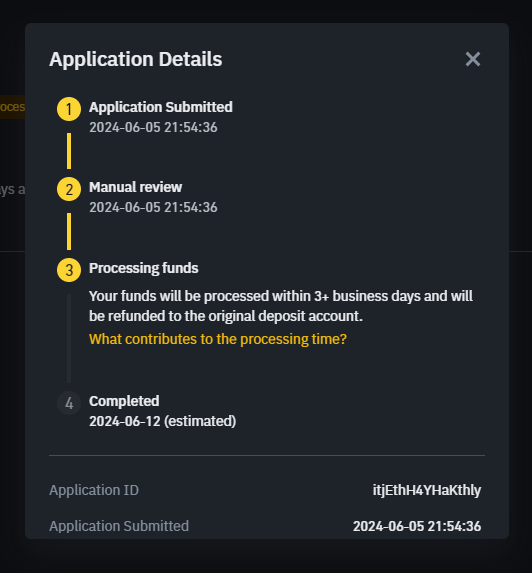 Application Details
1 Application Submitted
2024-06-05 21:54:36
2 Manual review
2024-06-05 21:54:36
3 Processing funds
Your funds will be processed within 3+ business days and will
be refunded to the original deposit account.
What contributes to the processing time?
4 Completed
2024-06-12 (estimated)
Application ID itjEthH4YHaKthly
Application Submitted 2024-06-05 21:54:36